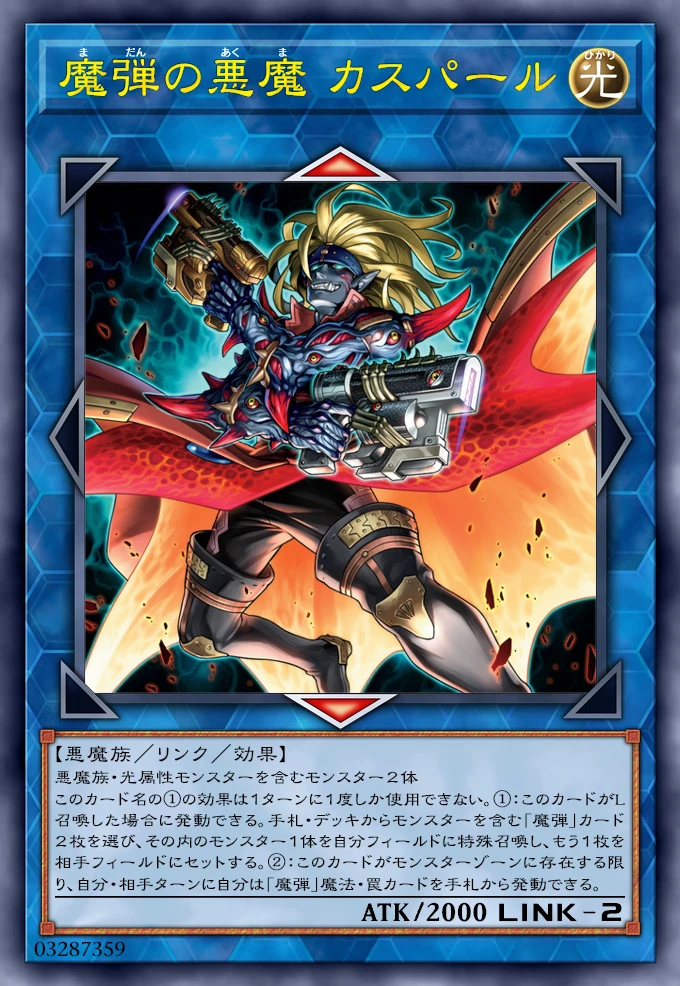 魔弾の悪魔 カスパール
ま だん あく ま
光
ひかり
【悪魔族／リンク／効果】
悪魔族・光属性モンスターを含むモンスター２体
このカード名の①の効果は１ターンに１度しか使用できない。①：このカードがL
召喚した場合に発動できる。手札・デッキからモンスターを含む「魔弾」カード
２枚を選び、その内のモンスター１体を自分フィールドに特殊召喚し、もう１枚を
相手フィールドにセットする。②：このカードがモンスターゾーンに存在する限
り、自分・相手ターンに自分は「魔弾」魔法・罠カードを手札から発動できる。
ATK/2000 LINK-2
03287359